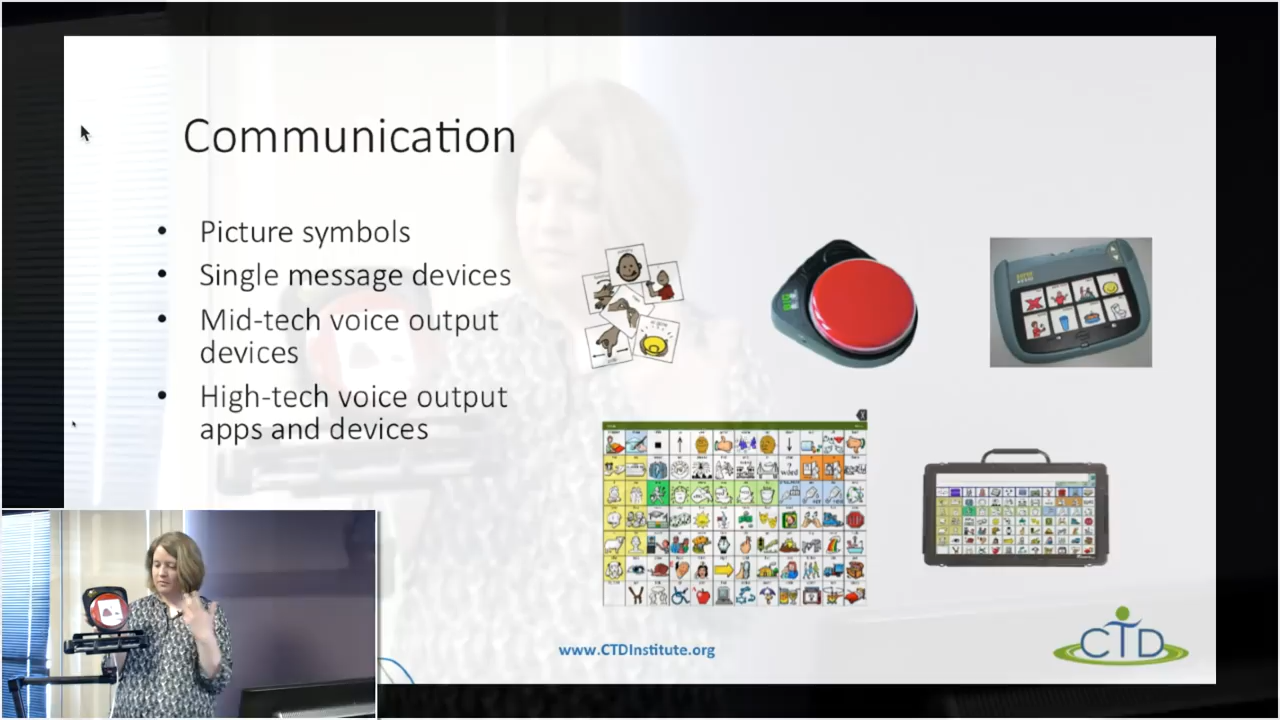 Communication
• Picture symbols
• Single message devices
• Mid-tech voice output
devices
• High-tech voice output
apps and devices
www.CTDInstitute.org
CTD